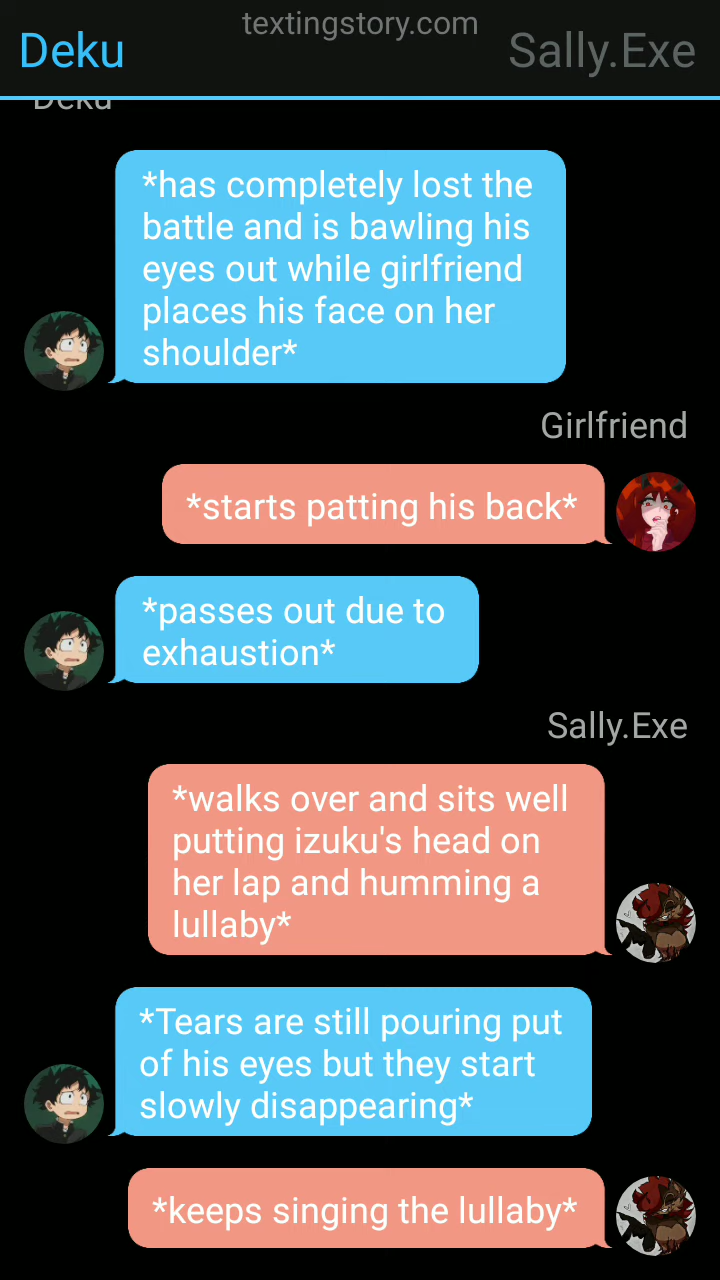 textingstory.com
Deku
Sally.Exe
Deku
*has completely lost the
battle and is bawling his
eyes out while girlfriend
places his face on her
shoulder*
Girlfriend
*starts patting his back*
*passes out due to
exhaustion*
Sally.Exe
*walks over and sits well
putting izuku's head on
her lap and humming a
lullaby*
*Tears are still pouring put
of his eyes but they start
slowly disappearing*
*keeps singing the lullaby*